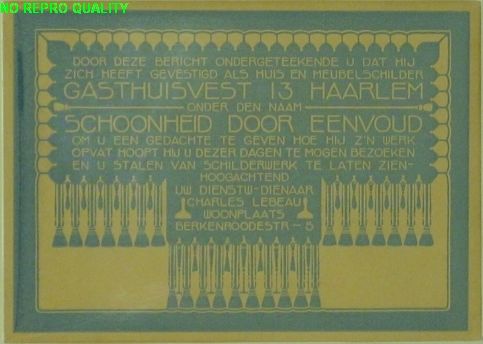 NO REPRO QUALITY
DOOR DEZE BERICHT ONDERGETEEKENDE U DAT HIJ
ZICH HEEFT GEVESTIGD ALS HUIS EN MEUBELSCHILDER
GASTHUISVEST 13 HAARLEM
ONDER DEN NAAM
SCHOONHEID DOOR EENVOUD
OM U EEN GEDACHTE TE GEVEN HOE HIJ Z'N WERK
OPVAT HOOPT HIJ U DEZER DAGEN TE MOGEN BEZOEKEN
EN U STALEN VAN SCHILDERWERK TE LATEN ZIEN-
HOOGACHTEND
UW DIENSTW-DIENAAR
CHARLES LEBEAU
WOONPLAATS
BERKENROODESTR-5